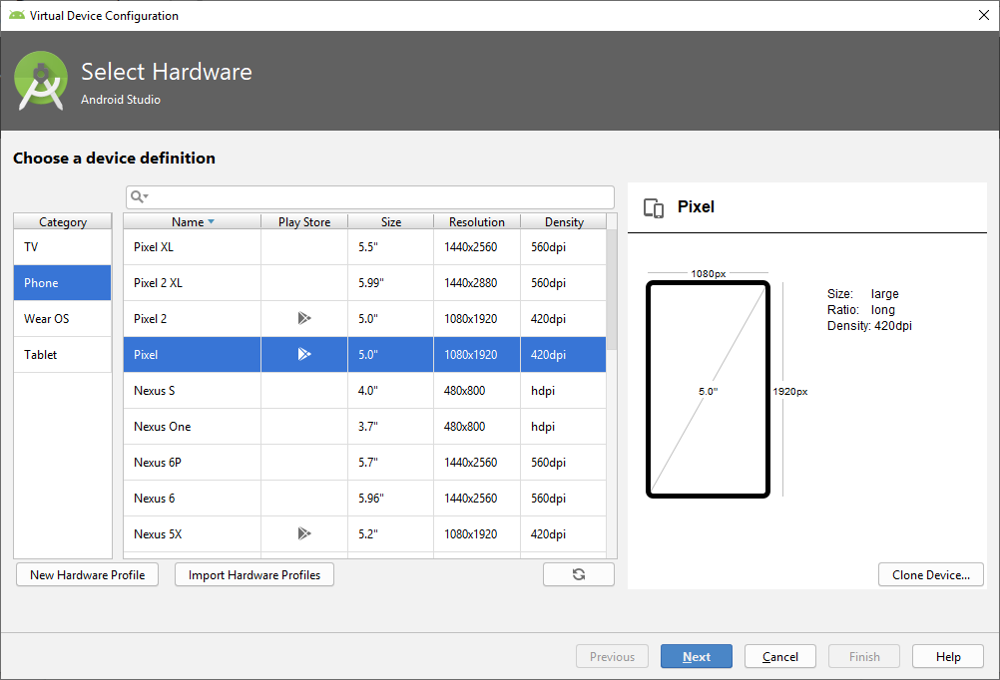 Virtual Device Configuration
Select Hardware
Android Studio
Choose a device definition
Category
TV
Phone
Wear OS
Tablet
Name Play Store Size Resolution Density
Pixel XL 5.5" 1440x2560 560dpi
Pixel 2 XL 5.99" 1440x2880 560dpi
Pixel 2 5.0" 1080x1920 420dpi
Pixel 5.0" 1080x1920 420dpi
Nexus S 4.0" 480x800 hdpi
Nexus One 3.7" 480x800 hdpi
Nexus 6P 5.7" 1440x2560 560dpi
Nexus 6 5.96" 1440x2560 560dpi
Nexus 5X 5.2" 1080x1920 420dpi
New Hardware Profile Import Hardware Profiles
Pixel
1080px
5.0"
1920px
Size: large
Ratio: long
Density: 420dpi
Clone Device...
Previous Next Cancel Finish Help